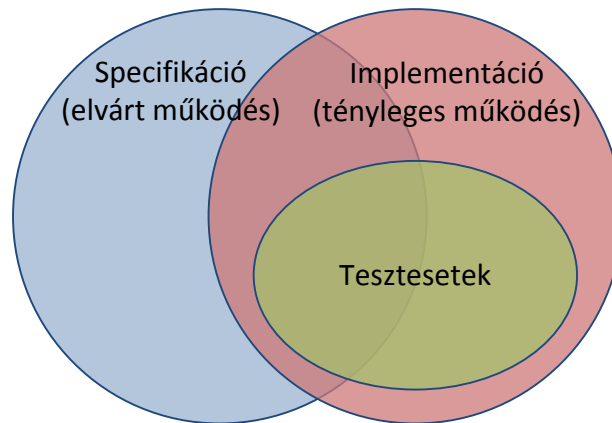 Specifikáció
(elvárt működés)
Implementáció
(tényleges működés)
Tesztesetek